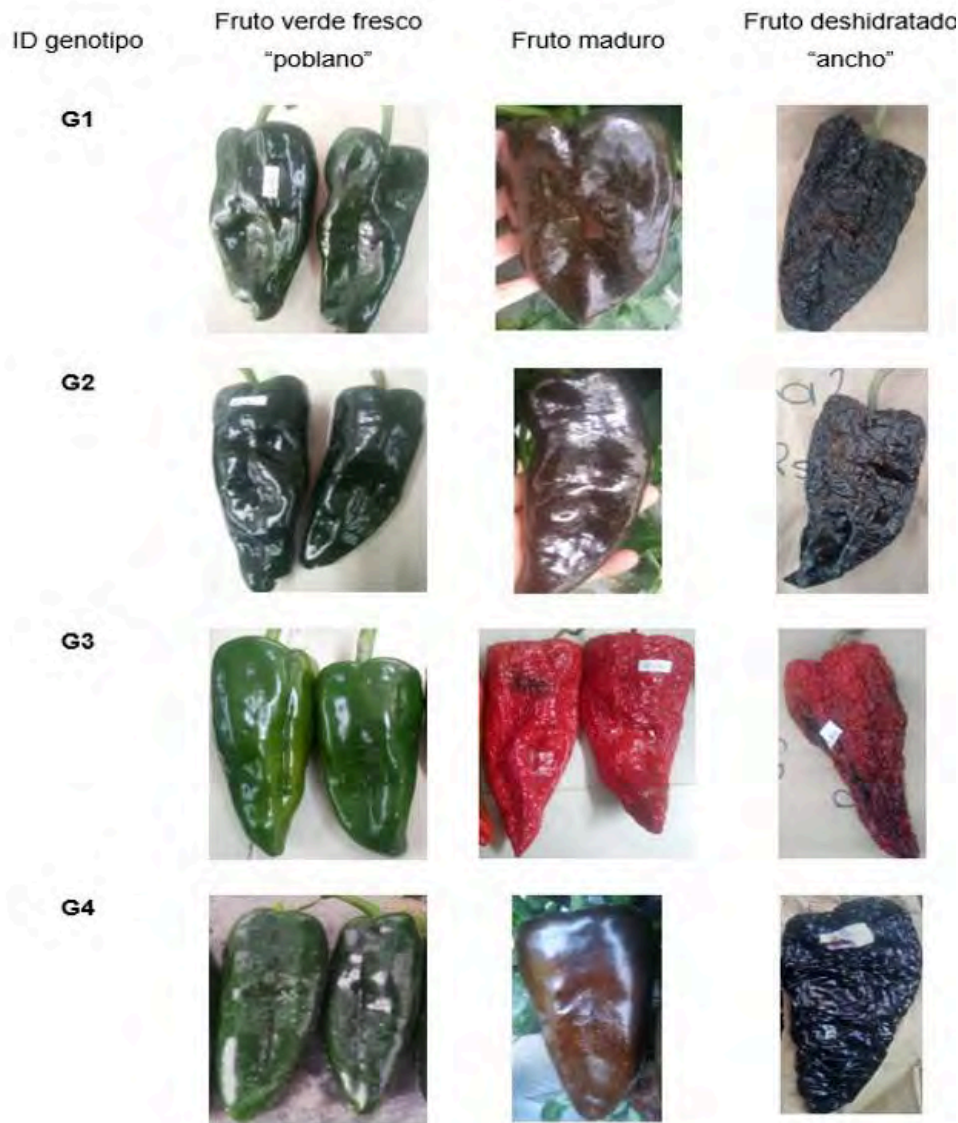 ID genotipo
Fruto verde fresco
“poblano”
Fruto maduro
Fruto deshidratado
“ancho”
G1
G2
G3
G4